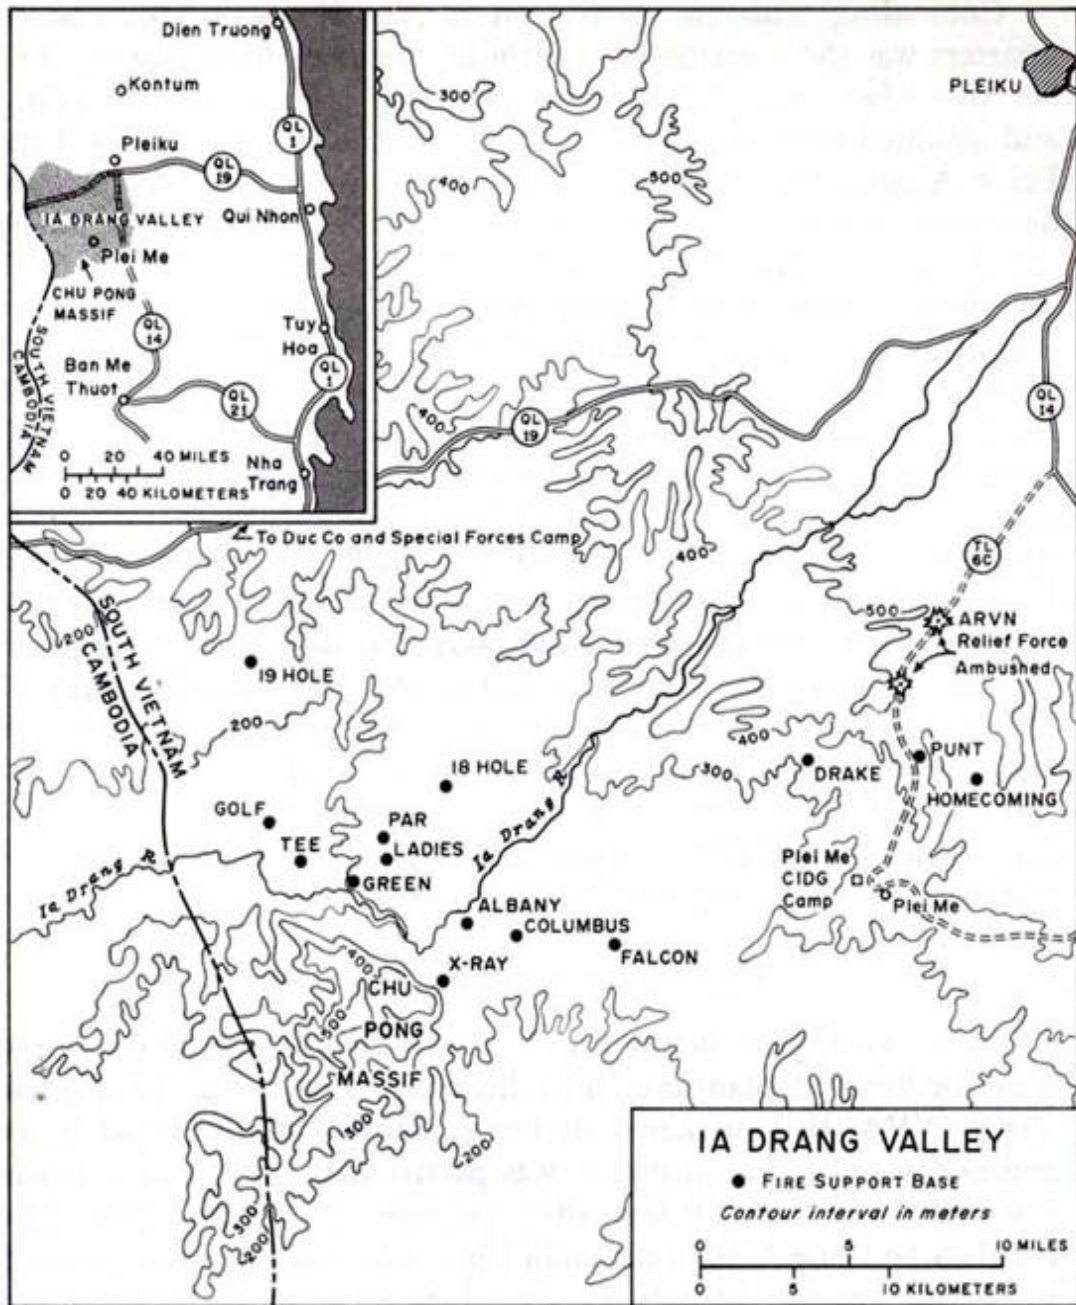 Dien Truong
Kontum
QL
1
Pleiku
QL
19
IA DRANG VALLEY
Qui Nhon
Plei Me
CHU PONG
MASSIF
QL
14
Tuy
Hoa
SOUTH VIETNAM
CAMBODIA
Ban Me
Thuot
QL
1
QL
21
0 40 MILES
0 20 40 KILOMETERS
Nha
Trang
PLEIKU
300
400
500
400
QL
19
QL
14
To Duc Co and Special Forces Camp
400
TL
6C
200
SOUTH VIETNAM
CAMBODIA
19 HOLE
200
500
ARVN
Relief Force
Ambushed
400
300
DRAKE
PUNT
HOMECOMING
18 HOLE
GOLF
PAR
TEE
LADIES
GREEN
Ia Drang R.
Ia Drang R.
Plei Me
CIDG
Camp
Plei Me
ALBANY
COLUMBUS
FALCON
X-RAY
400
CHU
500
PONG
MASSIF
300
200
300
200
IA DRANG VALLEY
FIRE SUPPORT BASE
Contour interval in meters
0 5 10 MILES
0 5 10 KILOMETERS